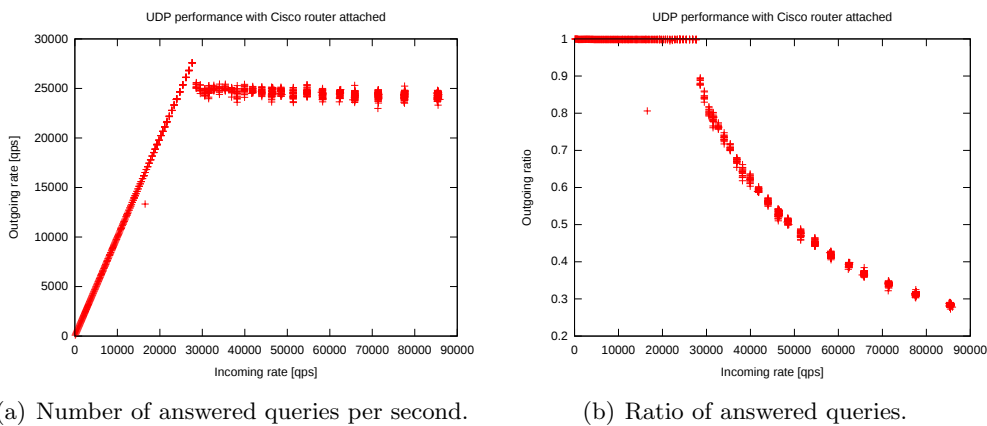 UDP performance with Cisco router attached
30000
25000
20000
15000
10000
5000
0
Outgoing rate [qps]
0 10000 20000 30000 40000 50000 60000 70000 80000 90000
Incoming rate [qps]
a) Number of answered queries per second.
UDP performance with Cisco router attached
1
0.9
0.8
0.7
0.6
0.5
0.4
0.3
0.2
Outgoing ratio
0 10000 20000 30000 40000 50000 60000 70000 80000 90000
Incoming rate [qps]
(b) Ratio of answered queries.